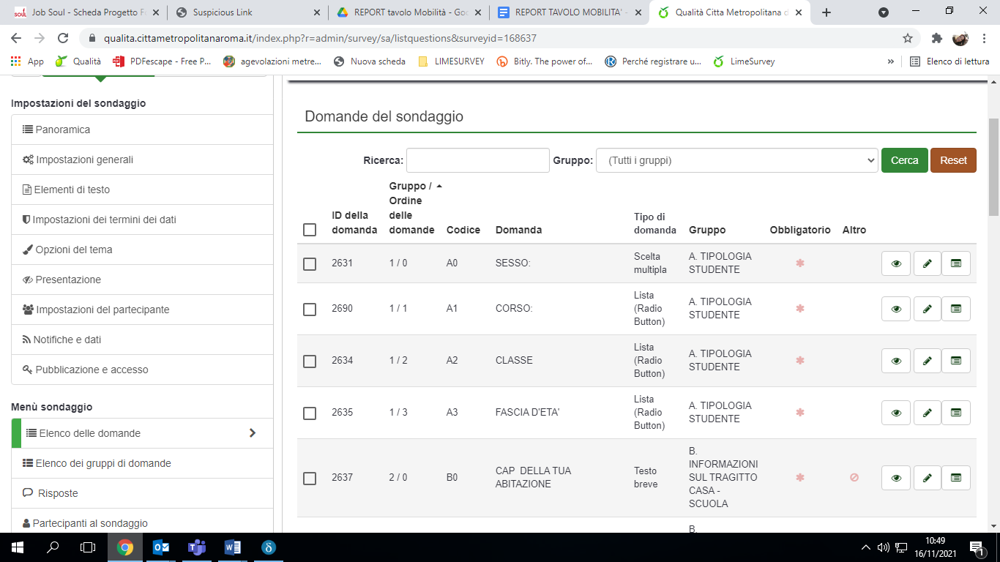 Job Soul - Scheda Progetto F
Suspicious Link
REPORT tavolo Mobilità - Goo
REPORT TAVOLO MOBILITA' -
Qualità Citta Metropolitana d
qualita.cittametropolitanaroma.it/index.php?r=admin/survey/sa/listquestions&surveyid=168637
App
Qualità
PDFescape - Free P...
agevolazioni metre...
Nuova scheda
LIMESURVEY
Bitly. The power of...
Perché registrare u...
LimeSurvey
»
Elenco di lettura
Impostazioni del sondaggio
Panoramica
Impostazioni generali
Elementi di testo
Impostazioni dei termini dei dati
Opzioni del tema
Presentazione
Impostazioni del partecipante
Notifiche e dati
Pubblicazione e accesso
Menù sondaggio
Elenco delle domande
Elenco dei gruppi di domande
Risposte
Partecipanti al sondaggio
Domande del sondaggio
Ricerca:
Gruppo:
(Tutti i gruppi)
Cerca
Reset
ID della
domanda
Gruppo /
Ordine
delle
domande
Codice
Domanda
Tipo di
domanda
Gruppo
Obbligatorio
Altro
2631
1 / 0
A0
SESSO:
Scelta
multipla
A. TIPOLOGIA
STUDENTE
2690
1 / 1
A1
CORSO:
Lista
(Radio
Button)
A. TIPOLOGIA
STUDENTE
2634
1 / 2
A2
CLASSE
Lista
(Radio
Button)
A. TIPOLOGIA
STUDENTE
2635
1 / 3
A3
FASCIA D'ETA'
Lista
(Radio
Button)
A. TIPOLOGIA
STUDENTE
2637
2 / 0
B0
CAP DELLA TUA
ABITAZIONE
Testo
breve
B.
INFORMAZIONI
SUL TRAGITTO
CASA -
SCUOLA
B.
10:49
16/11/2021
1